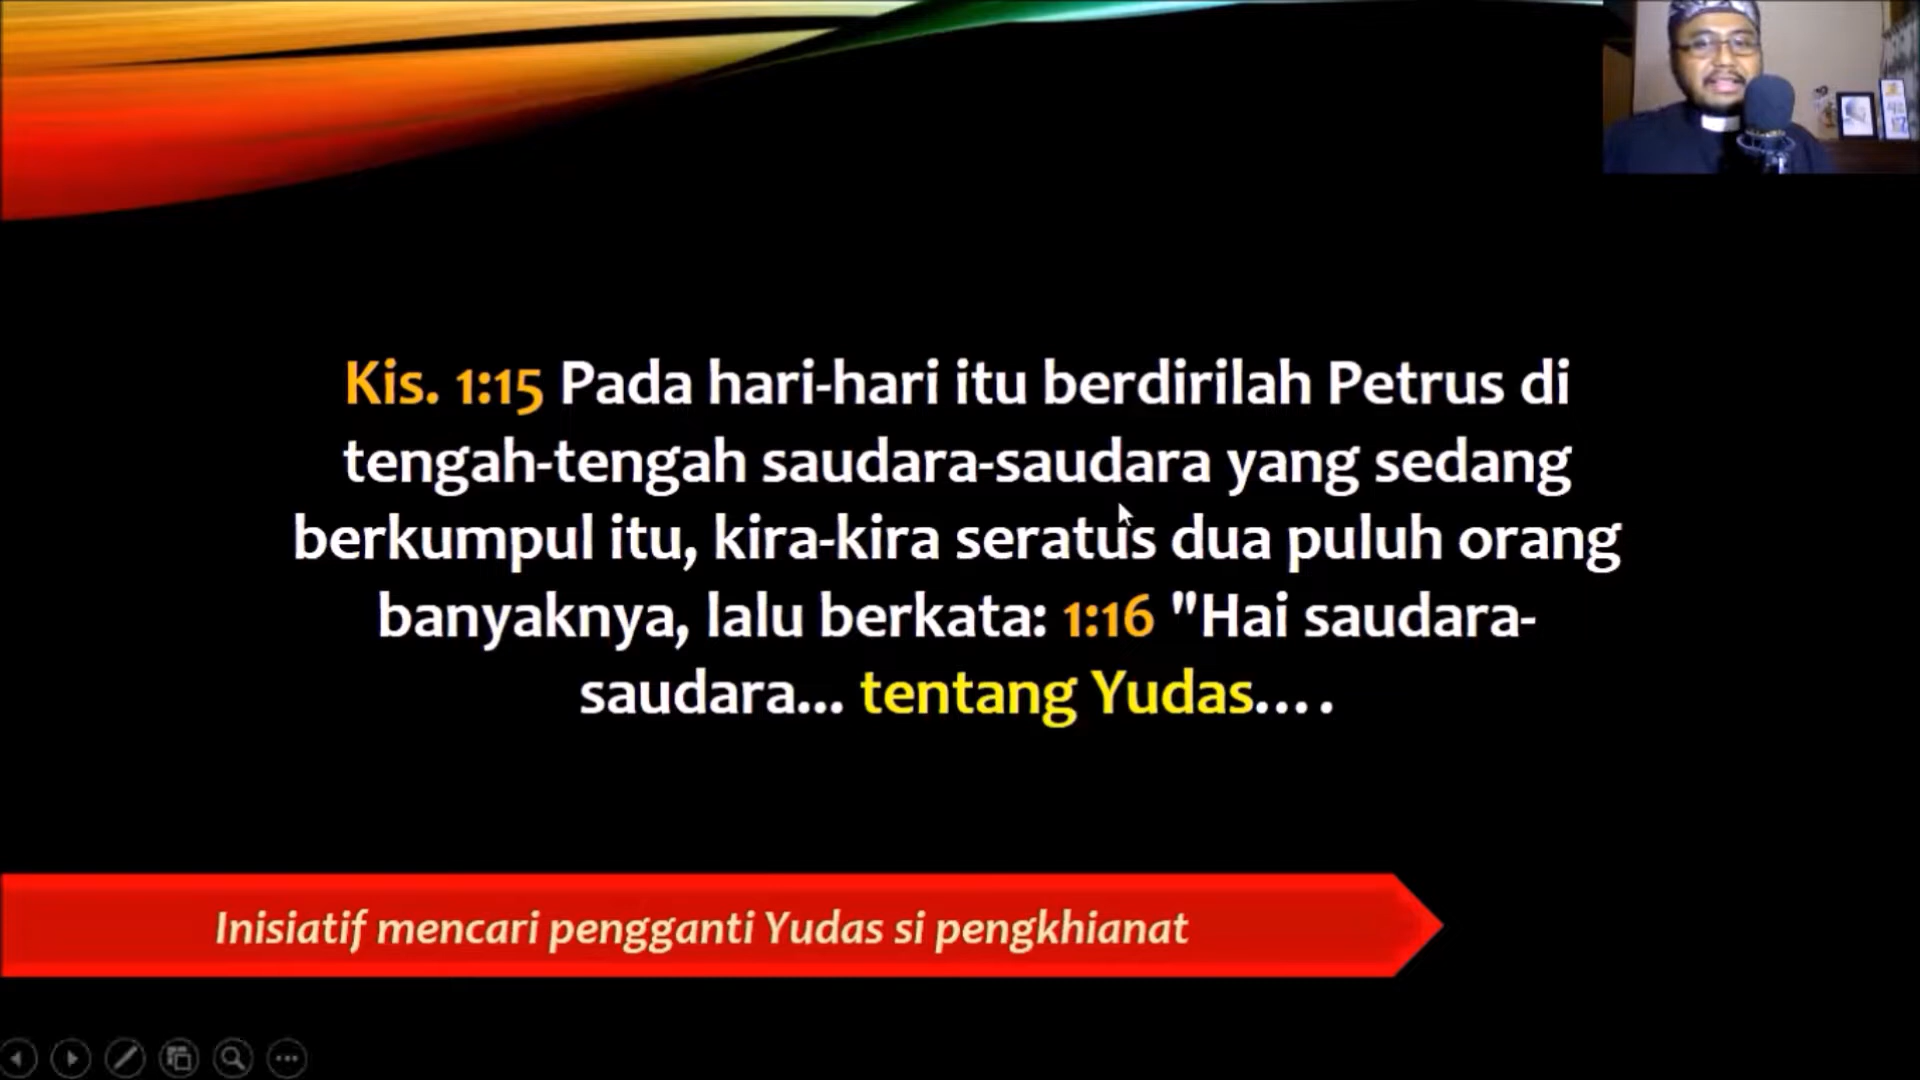 Kis. 1:15 Pada hari-hari itu berdirilah Petrus di
tengah-tengah saudara-saudara yang sedang
berkumpul itu, kira-kira seratus dua puluh orang
banyaknya, lalu berkata: 1:16 "Hai saudara-
saudara... tentang Yudas....
Inisiatif mencari pengganti Yudas si pengkhianat